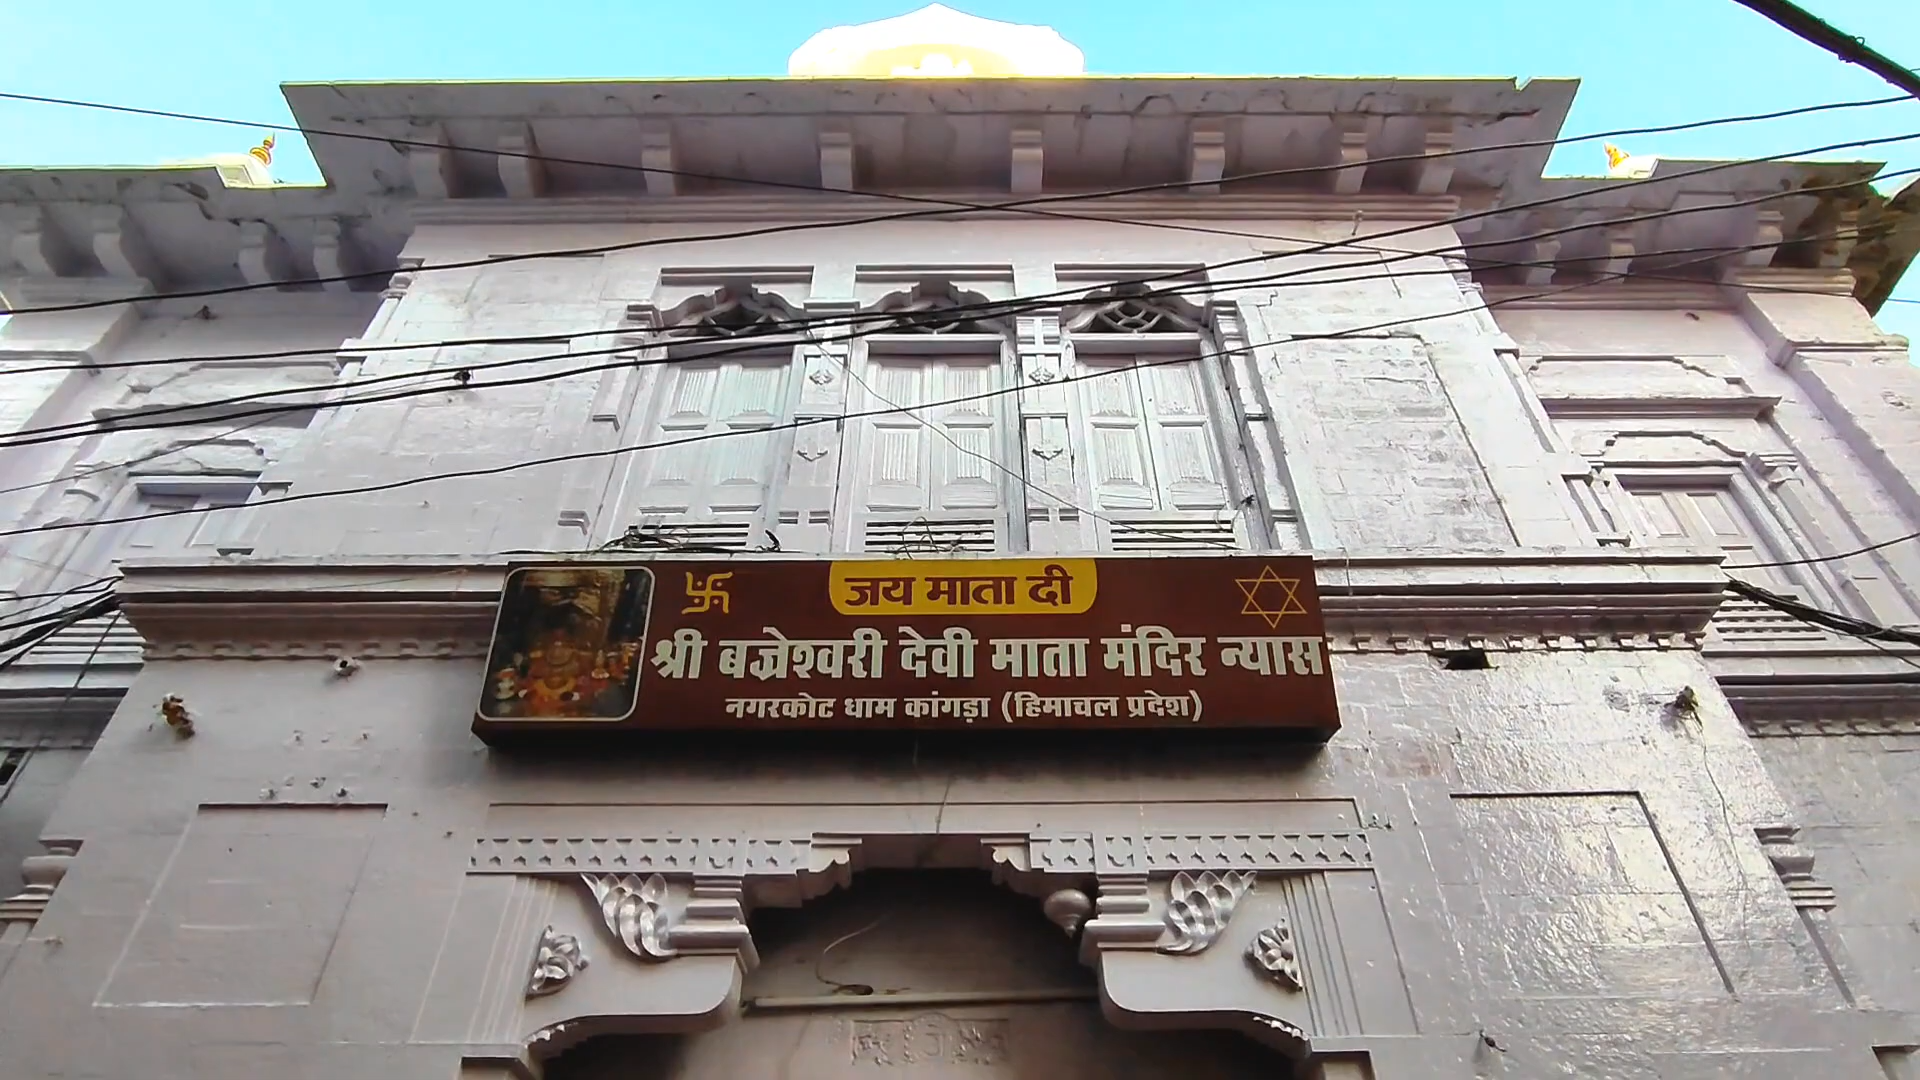 जय माता दी
श्री बज्रेश्वरी देवी माता मंदिर न्यास
नगरकोट धाम कांगड़ा (हिमाचल प्रदेश)